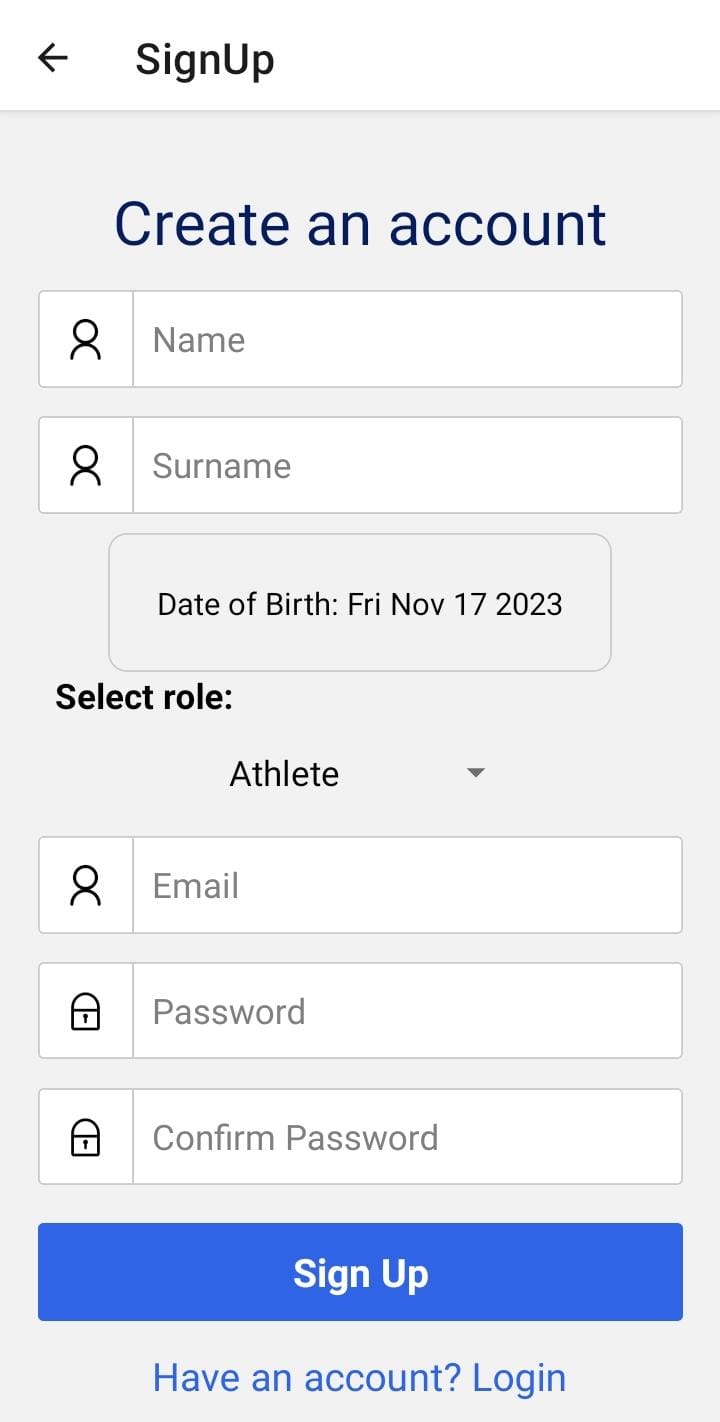 SignUp
Create an account
Name
Surname
Date of Birth: Fri Nov 17 2023
Select role:
Athlete
Email
Password
Confirm Password
Sign Up
Have an account? Login